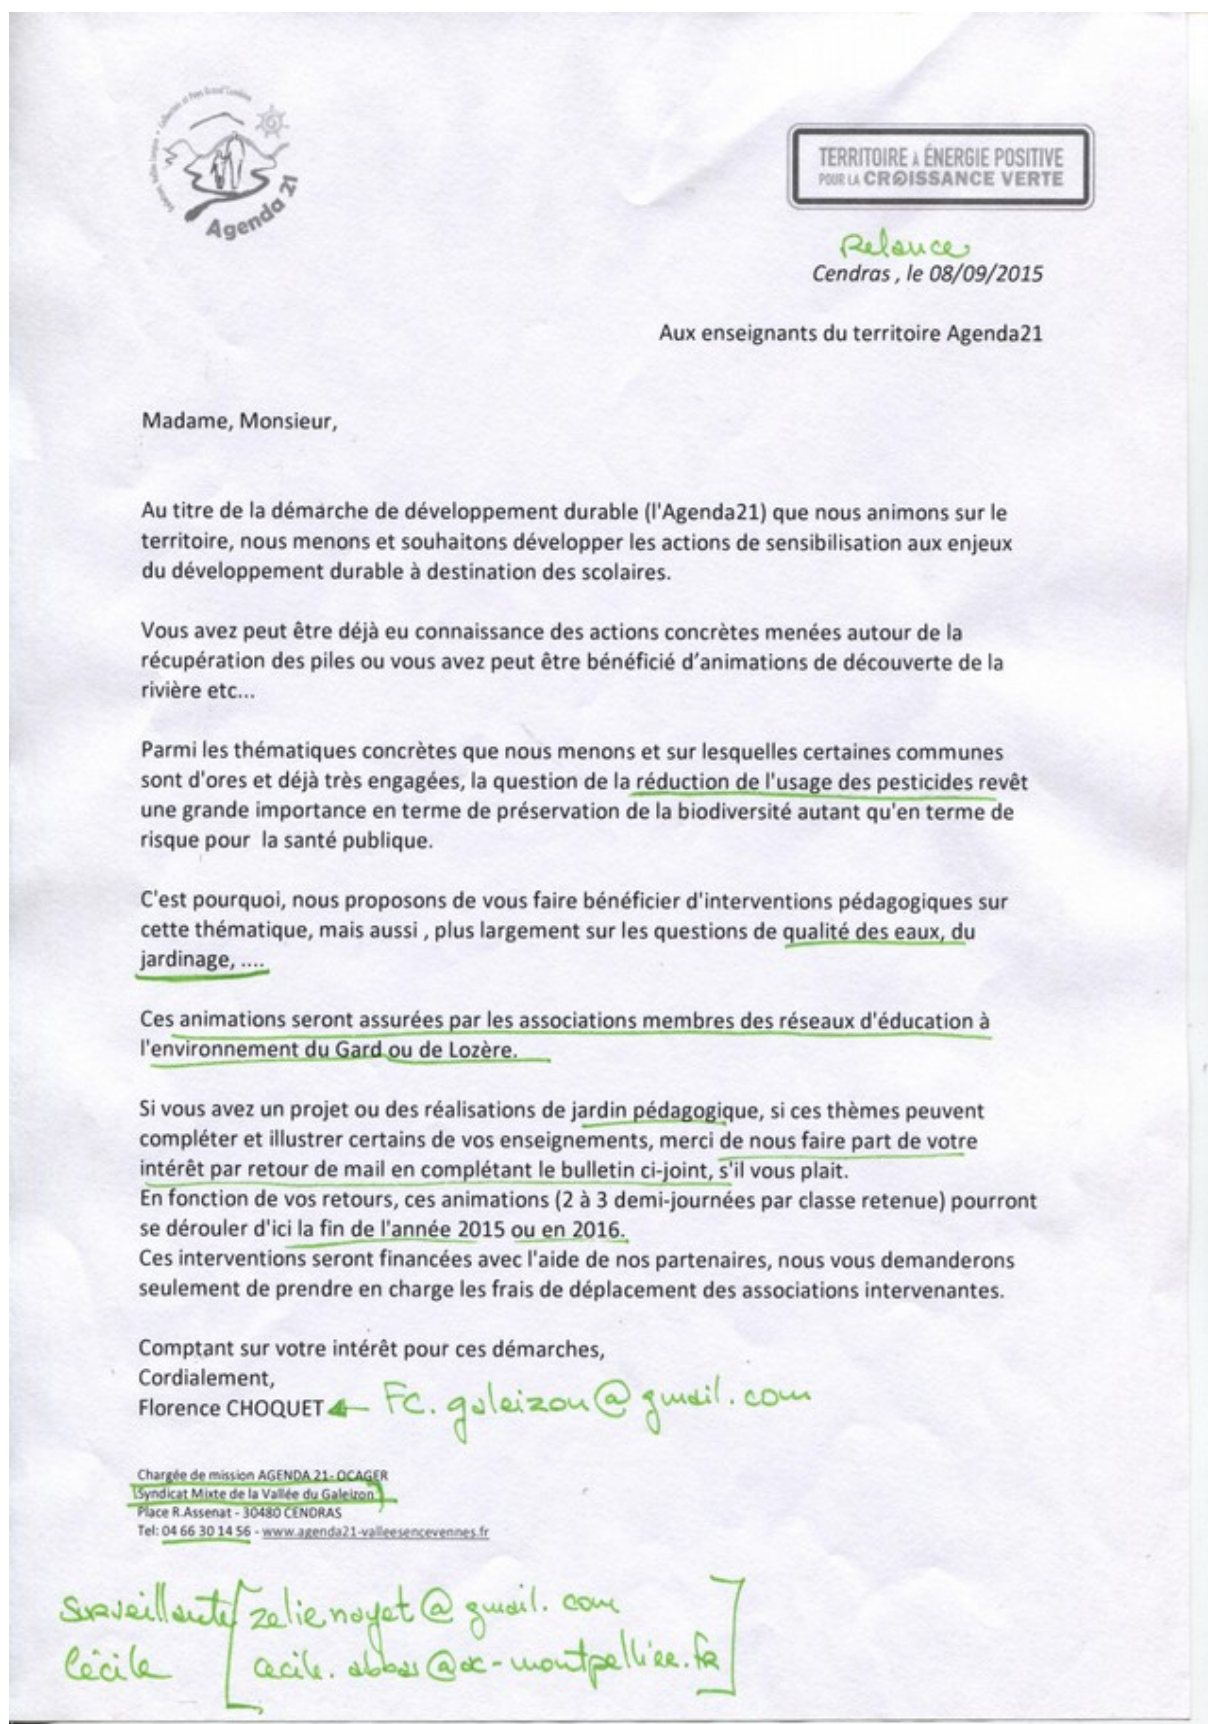 Agenda 21
TERRITOIRE à ÉNERGIE POSITIVE
POUR LA CROISSANCE VERTE
Relance
Cendras , le 08/09/2015
Aux enseignants du territoire Agenda21
Madame, Monsieur,
Au titre de la démarche de développement durable (l'Agenda21) que nous animons sur le
territoire, nous menons et souhaitons développer les actions de sensibilisation aux enjeux
du développement durable à destination des scolaires.
Vous avez peut être déjà eu connaissance des actions concrètes menées autour de la
récupération des piles ou vous avez peut être bénéficié d'animations de découverte de la
rivière etc...
Parmi les thématiques concrètes que nous menons et sur lesquelles certaines communes
sont d'ores et déjà très engagées, la question de la réduction de l'usage des pesticides revêt
une grande importance en terme de préservation de la biodiversité autant qu'en terme de
risque pour  la santé publique.
C'est pourquoi, nous proposons de vous faire bénéficier d'interventions pédagogiques sur
cette thématique, mais aussi , plus largement sur les questions de qualité des eaux, du
jardinage, ....
Ces animations seront assurées par les associations membres des réseaux d'éducation à
l'environnement du Gard ou de Lozère.
Si vous avez un projet ou des réalisations de jardin pédagogique, si ces thèmes peuvent
compléter et illustrer certains de vos enseignements, merci de nous faire part de votre
intérêt par retour de mail en complétant le bulletin ci-joint, s'il vous plait.
En fonction de vos retours, ces animations (2 à 3 demi-journées par classe retenue) pourront
se dérouler d'ici la fin de l'année 2015 ou en 2016.
Ces interventions seront financées avec l'aide de nos partenaires, nous vous demanderons
seulement de prendre en charge les frais de déplacement des associations intervenantes.
Comptant sur votre intérêt pour ces démarches,
Cordialement,
Florence CHOQUET FC.galeizon@gmail.com
Chargée de mission AGENDA 21- OCAGER
Syndicat Mixte de la Vallée du Galeizon
Place R.Assenat - 30480 CENDRAS
Tel: 04 66 30 14 56 - www.agenda21-valleesencevennes.fr
Surveillante zelienoyet@gmail.com
Cécile cecile.abbas@ac-montpellier.fr